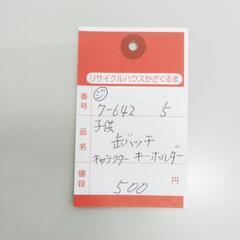 リサイクルハウスかざぐるま
番号 ジ 7-642 5
品名 子供
缶バッチ
キャラクター キーホルダー
値段 500 円